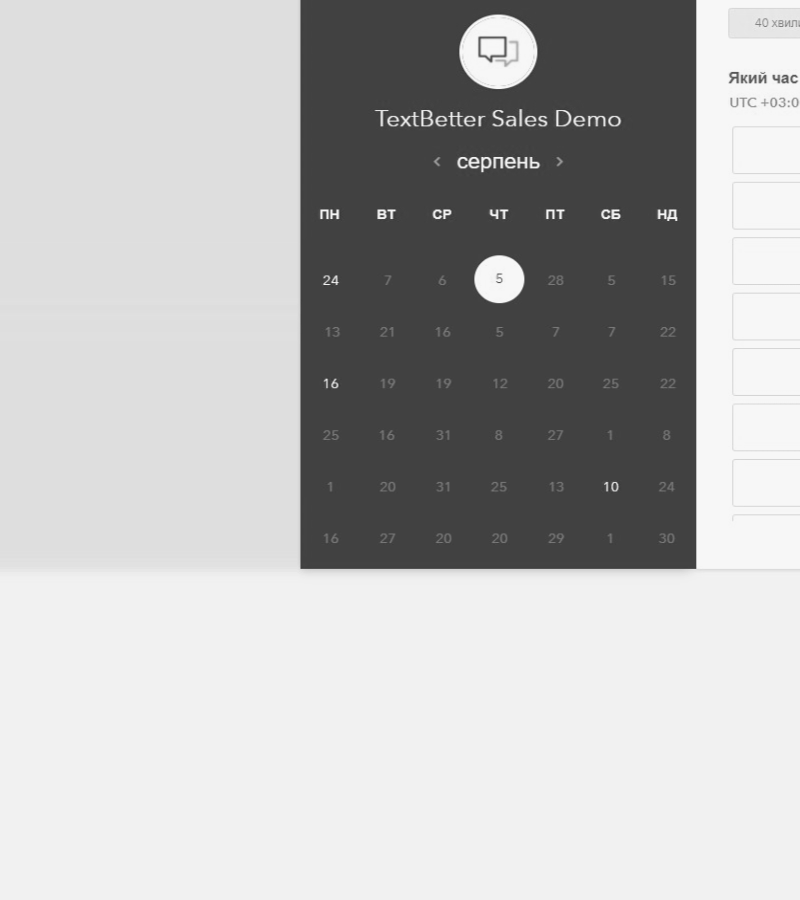 40 хвили
TextBetter Sales Demo
Який час
UTC +03:0
серпень
ПН ВТ СР ЧТ ПТ СБ НД
24 7 6 5 28 5 15
13 21 16 5 7 7 22
16 19 19 12 20 25 22
25 16 31 8 27 1 8
1 20 31 25 13 10 24
16 27 20 20 29 1 30